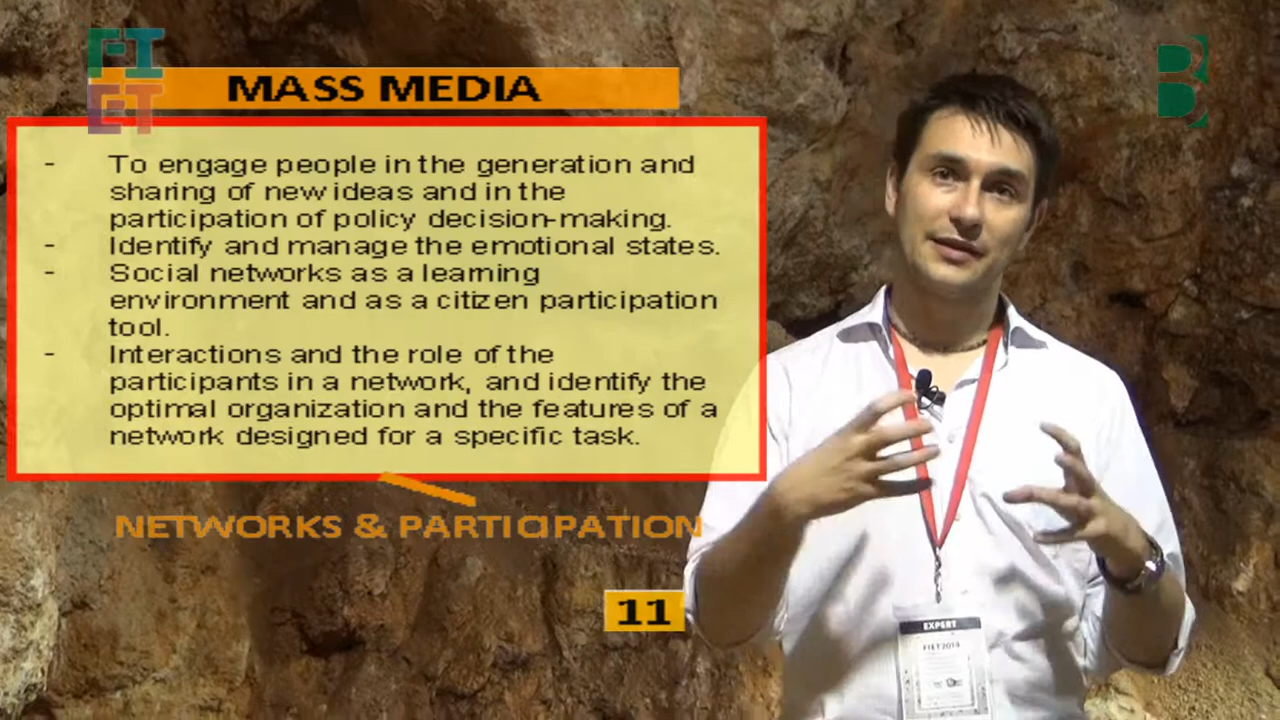 FI
ET
MASS MEDIA
B
- To engage people in the generation and
sharing of new ideas and in the
participation of policy decision-making.
- Identify and manage the emotional states.
- Social networks as a learning
environment and as a citizen participation
tool.
- Interactions and the role of the
participants in a network, and identify the
optimal organization and the features of a
network designed for a specific task.
NETWORKS & PARTICIPATION
11
EXPERT
FIET2014